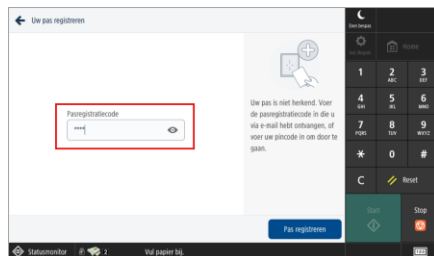 Uw pas registreren
Pasregistratiecode
****
Uw pas is niet herkend. Voer
de pasregistratiecode in die u
via e-mail hebt ontvangen, of
voer uw pincode in om door te
gaan.
Pas registreren
Statusmonitor
2
Vul papier bij.
Home
1
2
ABC
3
DEF
4
GHI
5
JKL
6
MNO
7
PQRS
8
TUV
9
WXYZ
*
0
#
C
Reset
Start
Stop